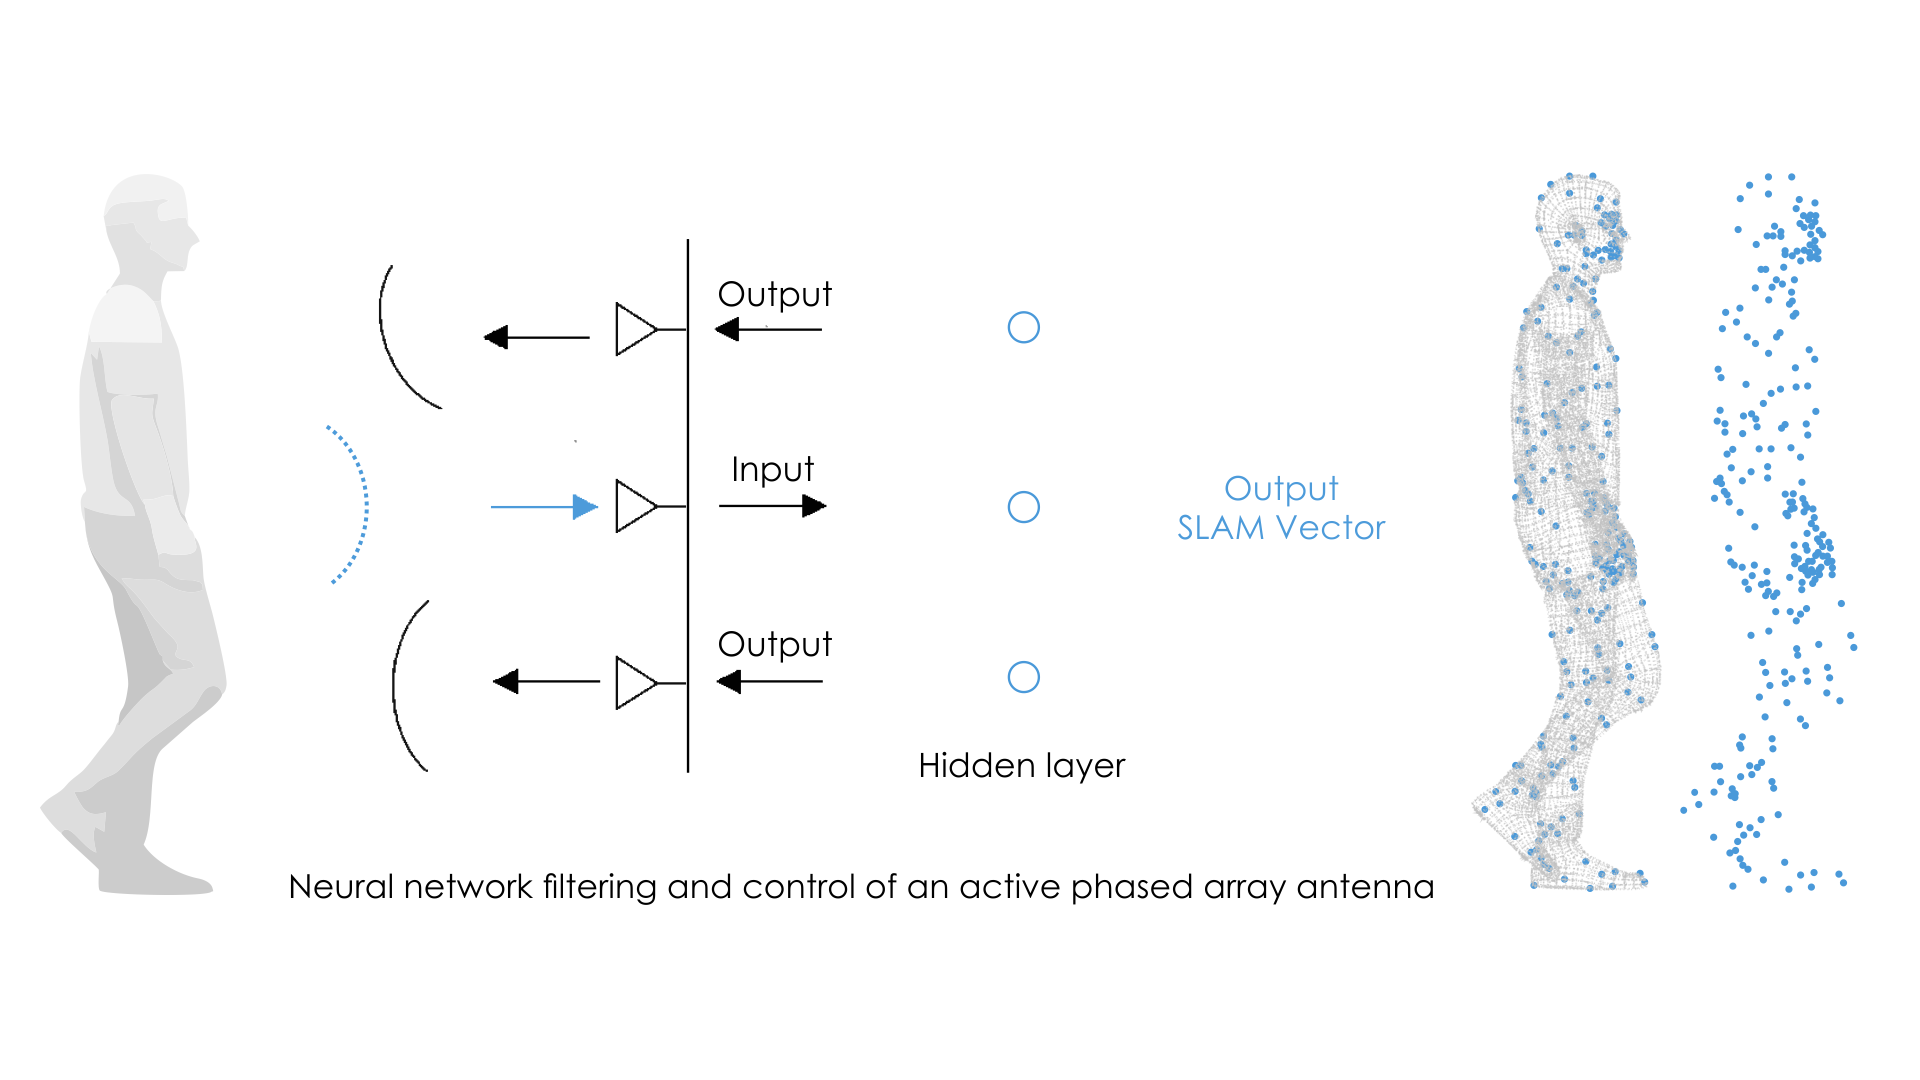 Output
Input
Output
SLAM Vector
Output
Hidden layer
Neural network filtering and control of an active phased array antenna